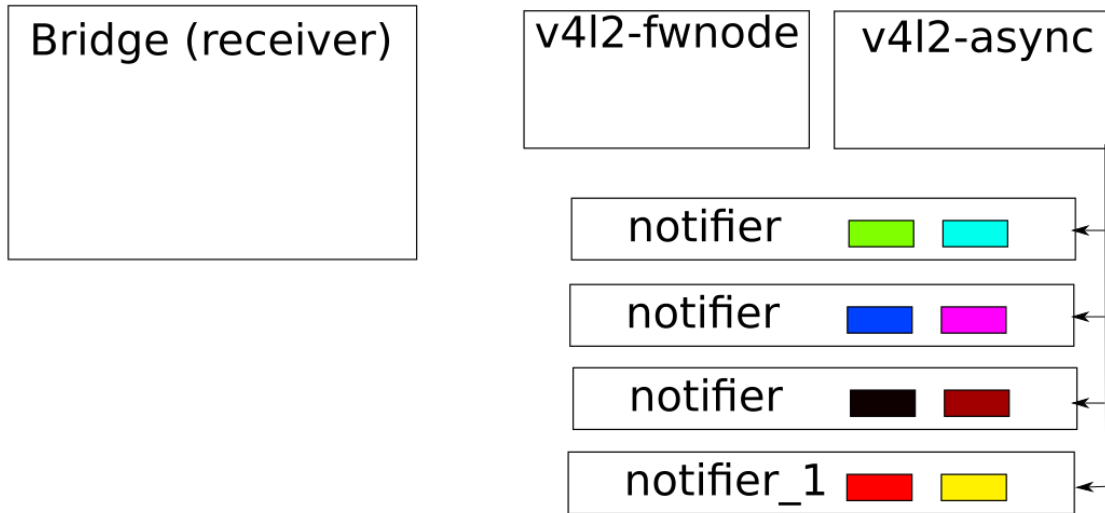 Bridge (receiver)
v4l2-fwnode
v4l2-async
notifier
notifier
notifier
notifier_1